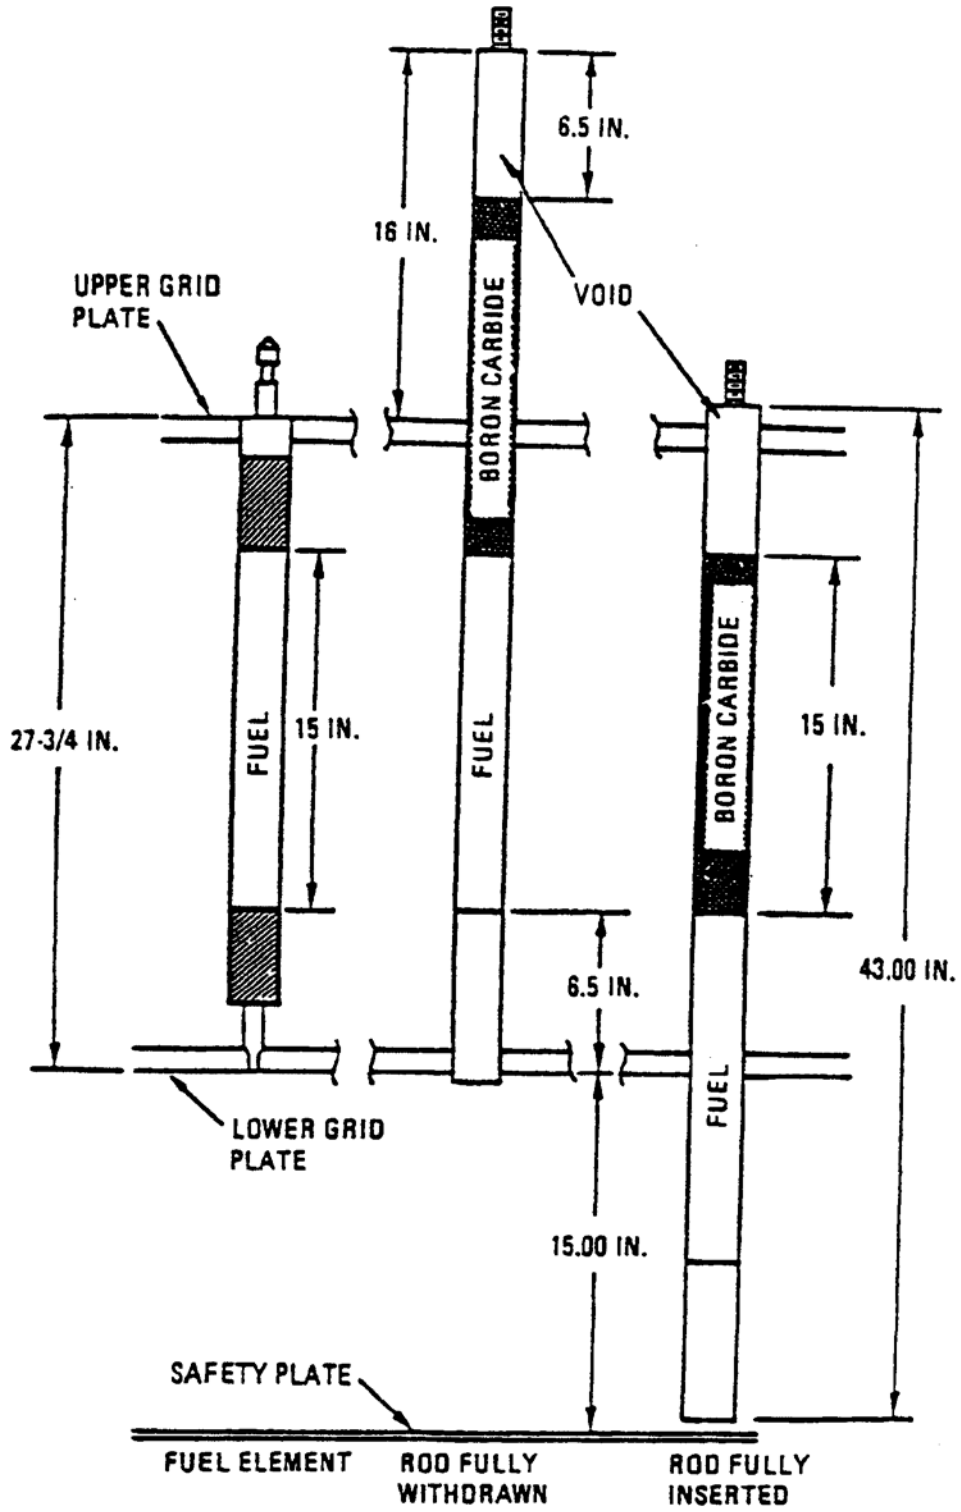 6.5 IN.
16 IN.
UPPER GRID
PLATE
VOID
BORON CARBIDE
FUEL
15 IN.
27-3/4 IN.
FUEL
BORON CARBIDE
15 IN.
6.5 IN.
43.00 IN.
FUEL
LOWER GRID
PLATE
15.00 IN.
SAFETY PLATE
FUEL ELEMENT
ROD FULLY
WITHDRAWN
ROD FULLY
INSERTED